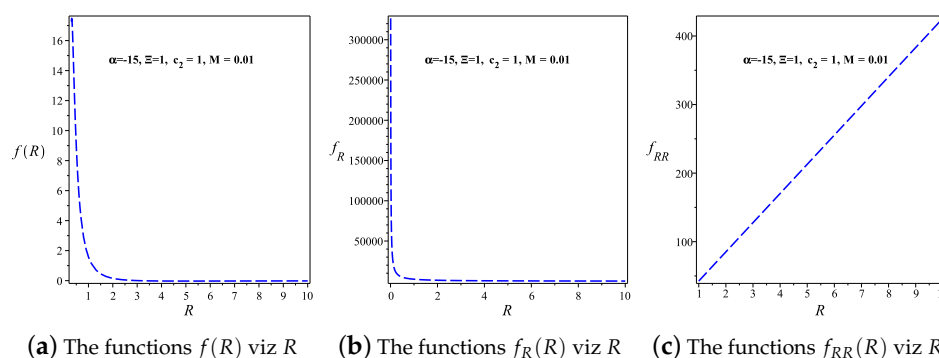 α=-15, Ξ=1, c₂ = 1, M = 0.01
f(R)
16
14
12
10
8
6
4
2
0
1 2 3 4 5 6 7 8 9 10
R
(a) The functions f(R) viz R
α=-15, Ξ=1, c₂ = 1, M = 0.01
f_R
300000
250000
200000
150000
100000
50000
0 2 4 6 8 10
R
(b) The functions f_R(R) viz R
α=-15, Ξ=1, c₂ = 1, M = 0.01
f_RR
400
300
200
100
1 2 3 4 5 6 7 8 9
R
(c) The functions f_RR(R) viz R